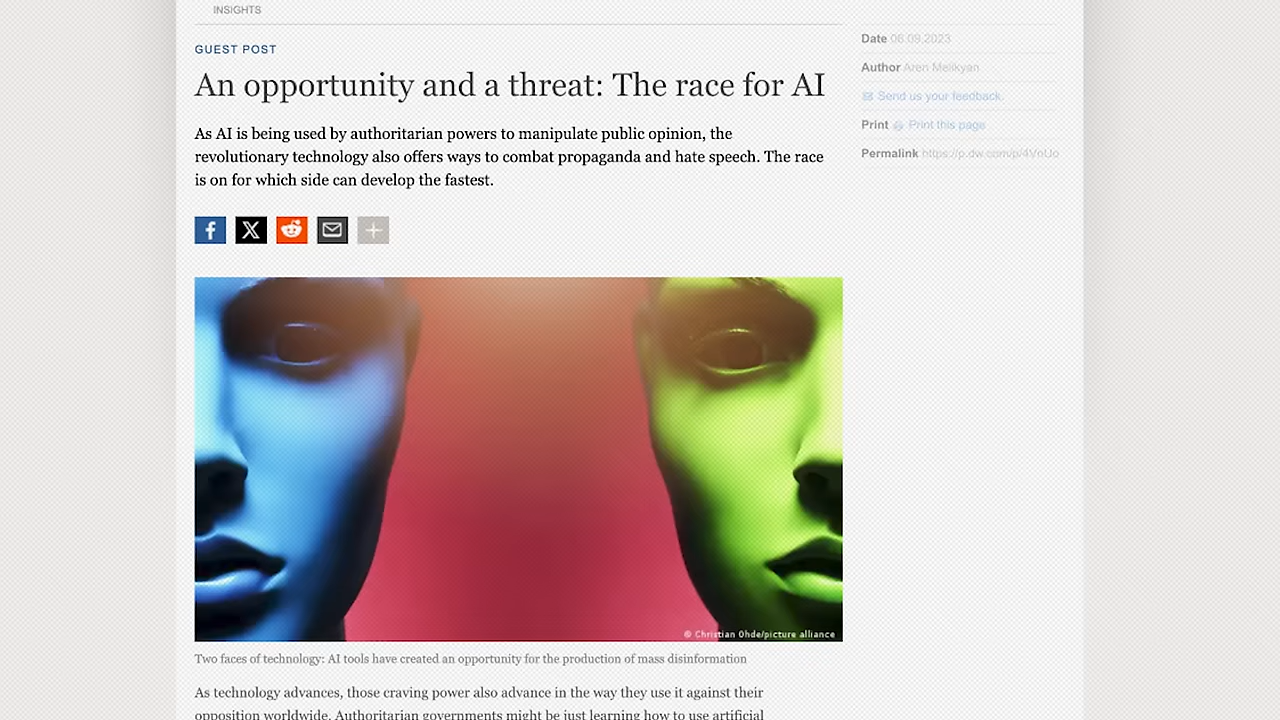 INSIGHTS
GUEST POST
An opportunity and a threat: The race for AI
As AI is being used by authoritarian powers to manipulate public opinion, the
revolutionary technology also offers ways to combat propaganda and hate speech. The race
is on for which side can develop the fastest.
Date 06.09.2023
Author Aren Melikyan
Send us your feedback.
Print Print this page
Permalink https://p.dw.com/p/4VnUo
© Christian Ohde/picture alliance
Two faces of technology: AI tools have created an opportunity for the production of mass disinformation
As technology advances, those craving power also advance in the way they use it against their
opposition worldwide. Authoritarian governments might be just learning how to use artificial